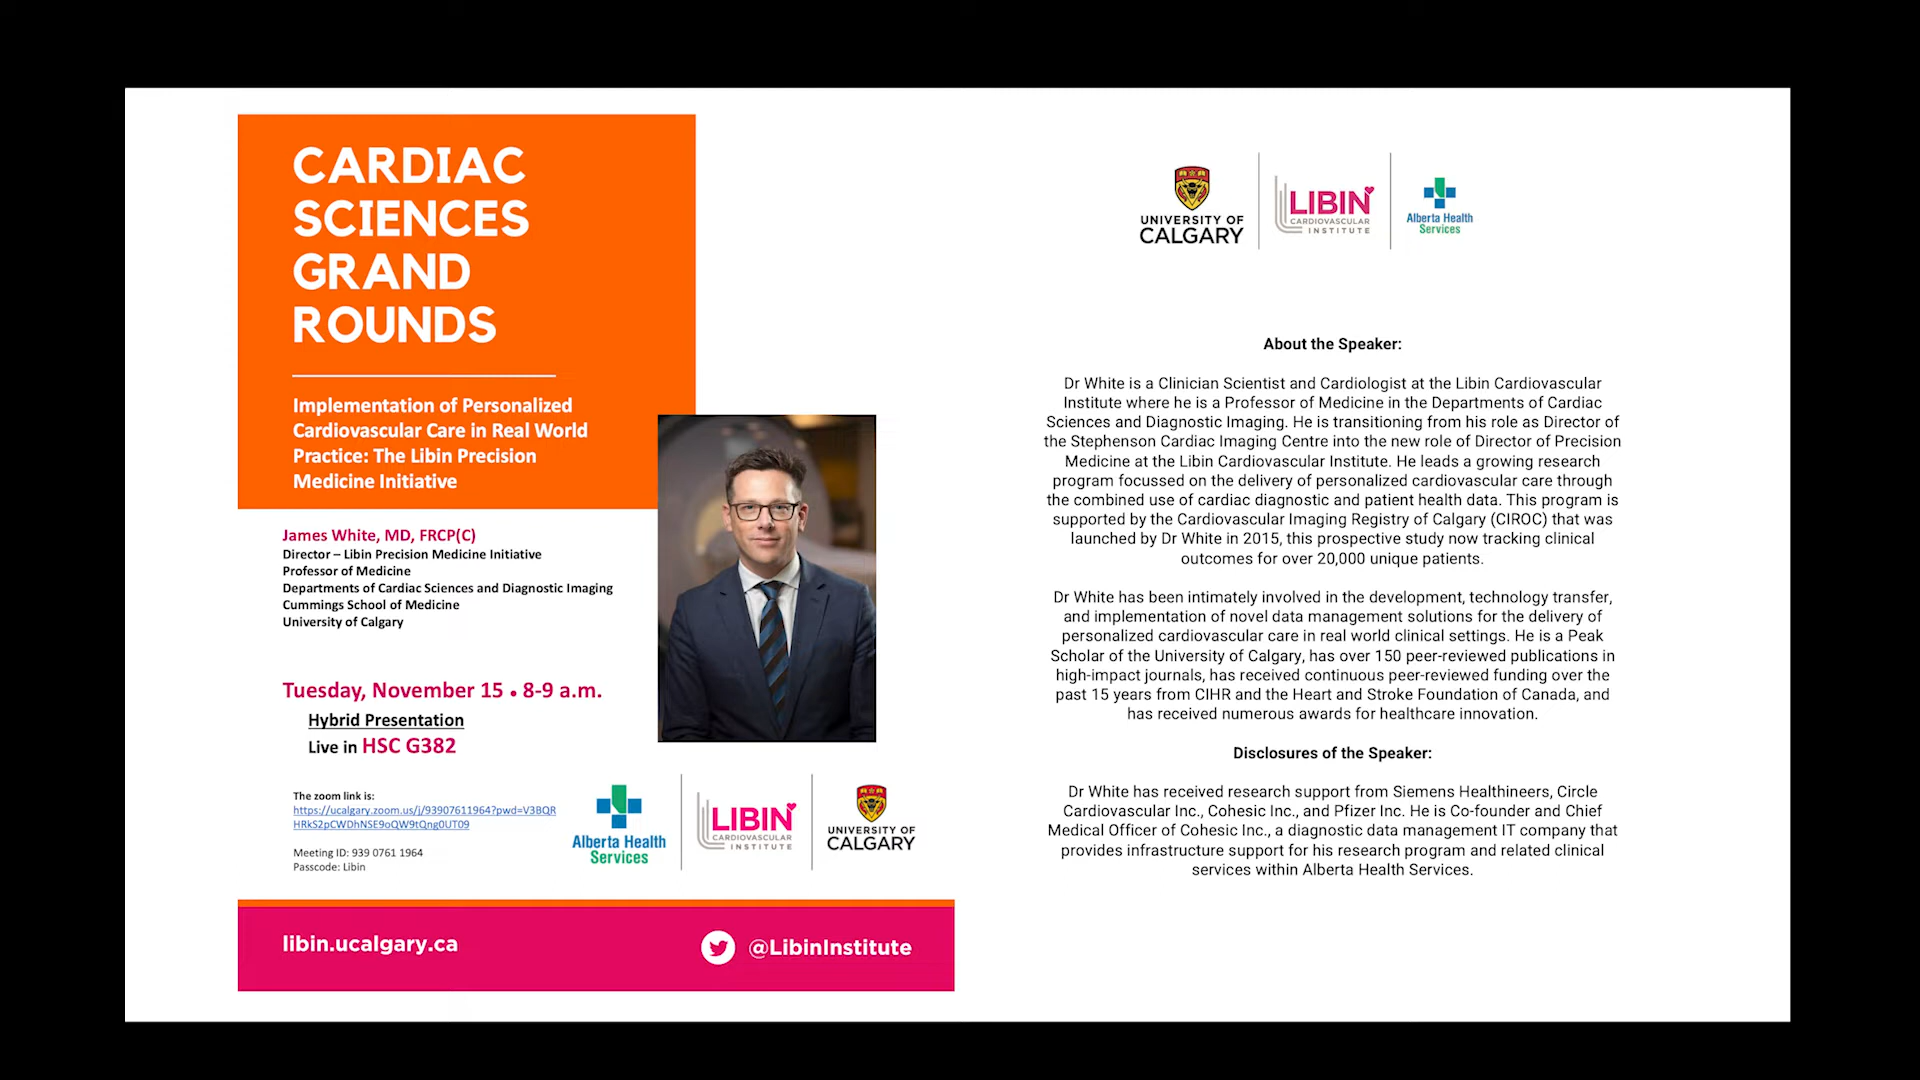 CARDIAC
SCIENCES
GRAND
ROUNDS
Implementation of Personalized
Cardiovascular Care in Real World
Practice: The Libin Precision
Medicine Initiative
James White, MD, FRCP(C)
Director – Libin Precision Medicine Initiative
Professor of Medicine
Departments of Cardiac Sciences and Diagnostic Imaging
Cummings School of Medicine
University of Calgary
Tuesday, November 15 • 8-9 a.m.
Hybrid Presentation
Live in HSC G382
The zoom link is:
https://ucalgary.zoom.us/j/93907611964?pwd=V3BQR
HRkS2pCWDhNSE9oQW9tQng0UT09
Meeting ID: 939 0761 1964
Passcode: Libin
Alberta Health
Services
LIBIN
CARDIOVASCULAR
INSTITUTE
UNIVERSITY OF
CALGARY
libin.ucalgary.ca
@LibinInstitute
UNIVERSITY OF
CALGARY
LIBIN
CARDIOVASCULAR
INSTITUTE
Alberta Health
Services
About the Speaker:
Dr White is a Clinician Scientist and Cardiologist at the Libin Cardiovascular
Institute where he is a Professor of Medicine in the Departments of Cardiac
Sciences and Diagnostic Imaging. He is transitioning from his role as Director of
the Stephenson Cardiac Imaging Centre into the new role of Director of Precision
Medicine at the Libin Cardiovascular Institute. He leads a growing research
program focussed on the delivery of personalized cardiovascular care through
the combined use of cardiac diagnostic and patient health data. This program is
supported by the Cardiovascular Imaging Registry of Calgary (CIROC) that was
launched by Dr White in 2015, this prospective study now tracking clinical
outcomes for over 20,000 unique patients.
Dr White has been intimately involved in the development, technology transfer,
and implementation of novel data management solutions for the delivery of
personalized cardiovascular care in real world clinical settings. He is a Peak
Scholar of the University of Calgary, has over 150 peer-reviewed publications in
high-impact journals, has received continuous peer-reviewed funding over the
past 15 years from CIHR and the Heart and Stroke Foundation of Canada, and
has received numerous awards for healthcare innovation.
Disclosures of the Speaker:
Dr White has received research support from Siemens Healthineers, Circle
Cardiovascular Inc., Cohesic Inc., and Pfizer Inc. He is Co-founder and Chief
Medical Officer of Cohesic Inc., a diagnostic data management IT company that
provides infrastructure support for his research program and related clinical
services within Alberta Health Services.